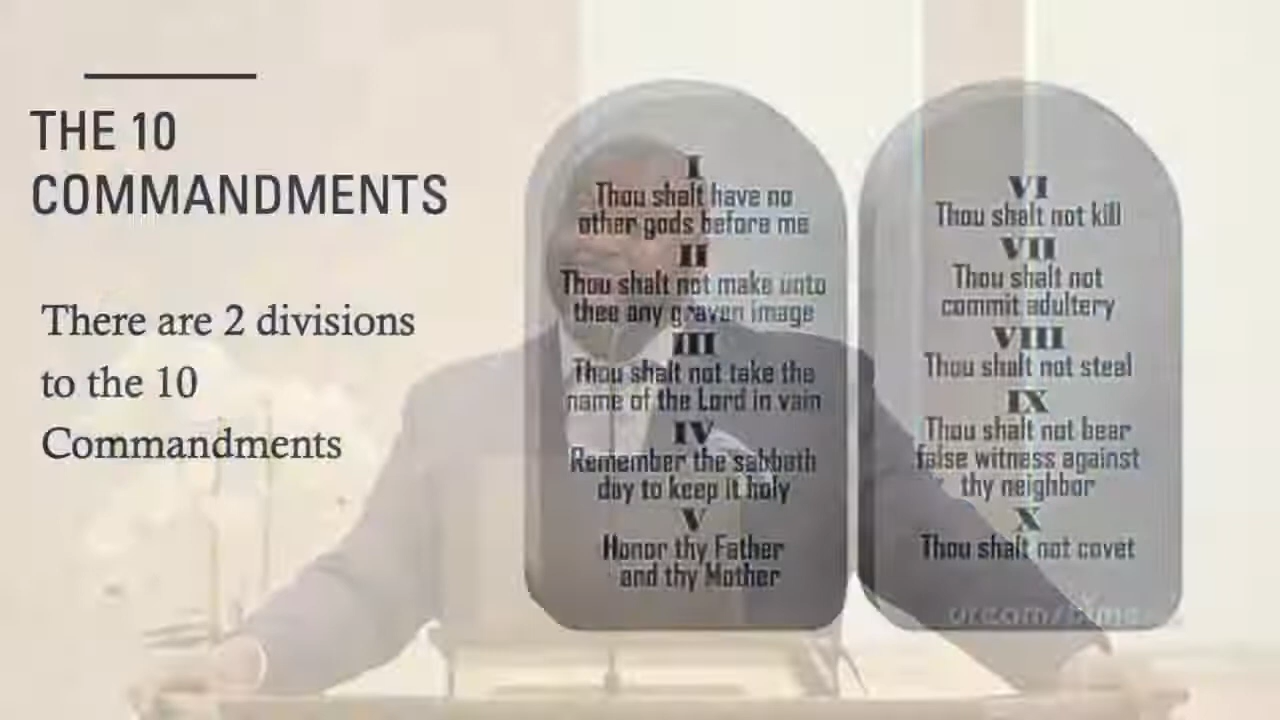 THE 10
COMMANDMENTS
There are 2 divisions
to the 10
Commandments
I
Thou shalt have no
other gods before me
II
Thou shalt not make unto
thee any graven image
III
Thou shalt not take the
name of the Lord in vain
IV
Remember the sabbath
day to keep it holy
V
Honor thy Father
and thy Mother
VI
Thou shalt not kill
VII
Thou shalt not
commit adultery
VIII
Thou shalt not steal
IX
Thou shalt not bear
false witness against
thy neighbor
X
Thou shalt not covet
dreamstime